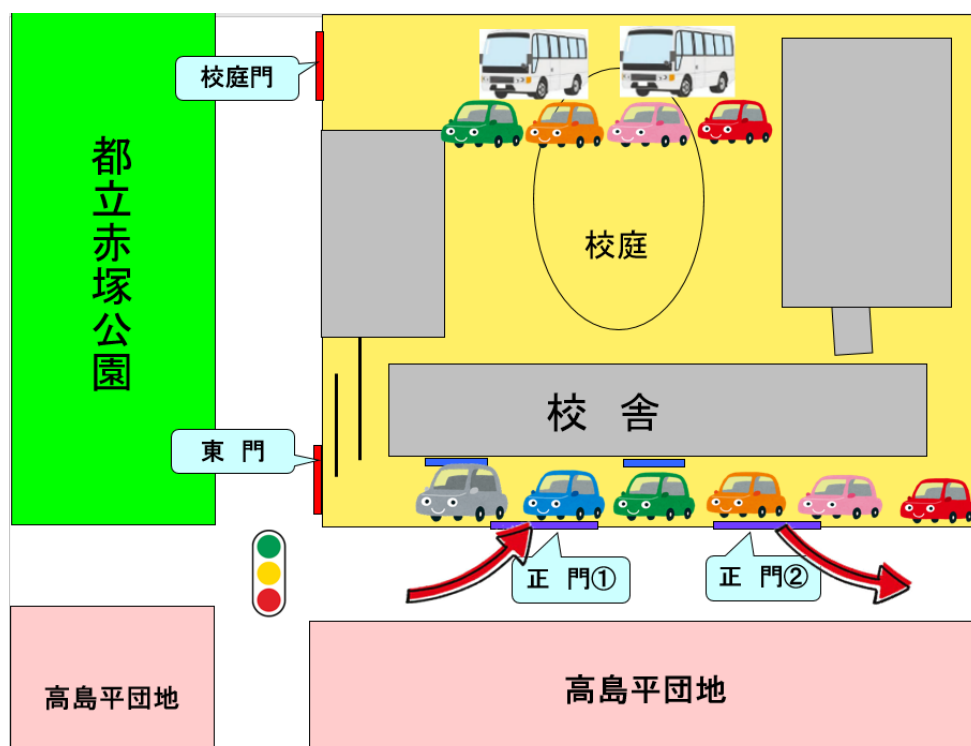 校庭門
都立赤塚公園
校庭
校 舎
東 門
正 門①
正 門②
高島平団地
高島平団地